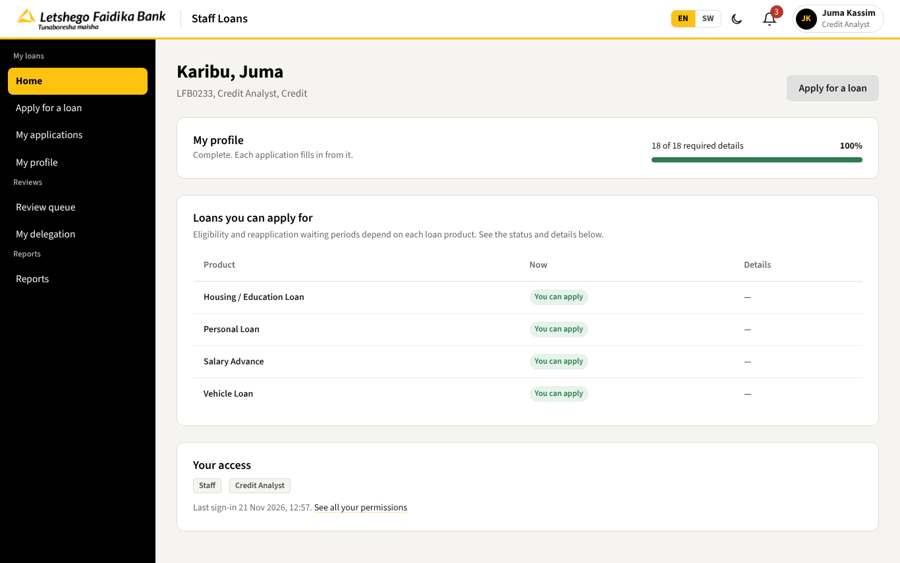 Letshego Faidika Bank
Tunaboresha maisha
Staff Loans
EN SW
3
JK
Juma Kassim
Credit Analyst
My loans
Home
Apply for a loan
My applications
My profile
Reviews
Review queue
My delegation
Reports
Reports
Karibu, Juma
LFB0233, Credit Analyst, Credit
Apply for a loan
My profile
Complete. Each application fills in from it.
18 of 18 required details 100%
Loans you can apply for
Eligibility and reapplication waiting periods depend on each loan product. See the status and details below.
Product Now Details
Housing / Education Loan You can apply —
Personal Loan You can apply —
Salary Advance You can apply —
Vehicle Loan You can apply —
Your access
Staff Credit Analyst
Last sign-in 21 Nov 2026, 12:57. See all your permissions